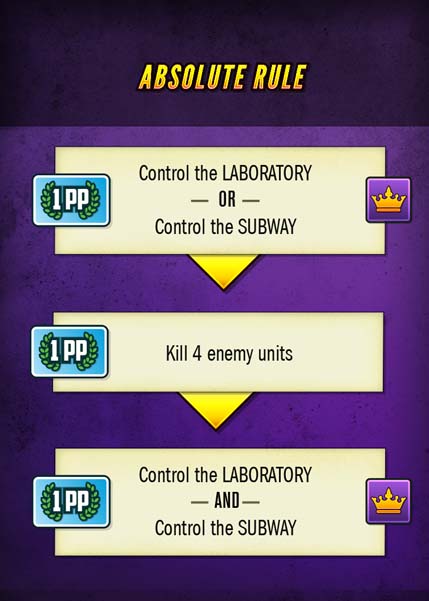 ABSOLUTE RULE
1 PP
Control the LABORATORY
— OR —
Control the SUBWAY
1 PP
Kill 4 enemy units
1 PP
Control the LABORATORY
— AND —
Control the SUBWAY